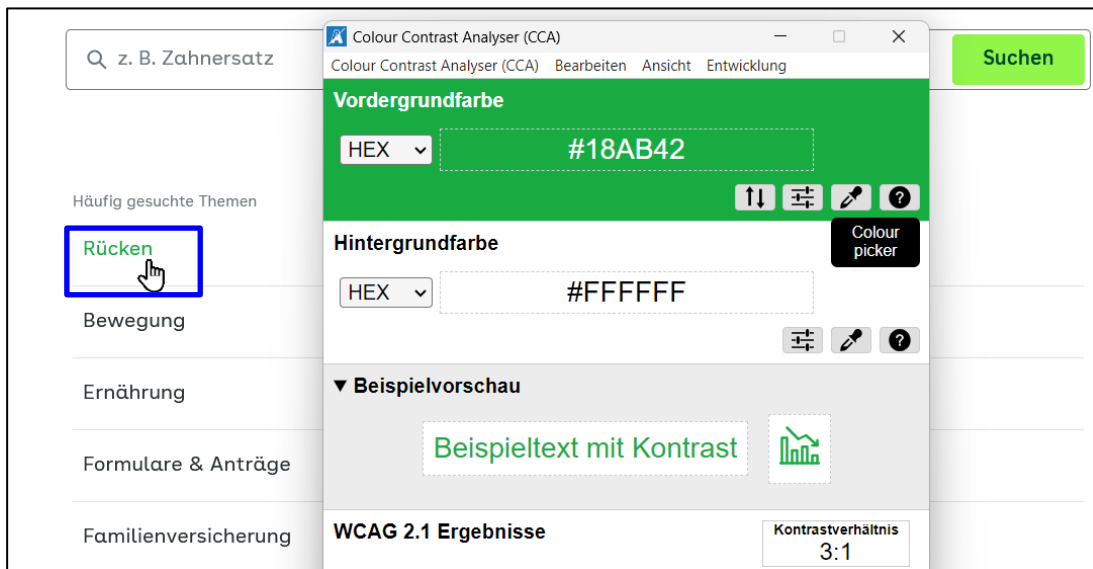 z. B. Zahnersatz
Suchen
Häufig gesuchte Themen
Rücken
Bewegung
Ernährung
Formulare & Anträge
Familienversicherung
Colour Contrast Analyser (CCA)
Colour Contrast Analyser (CCA) Bearbeiten Ansicht Entwicklung
Vordergrundfarbe
HEX #18AB42
Colour
picker
Hintergrundfarbe
HEX #FFFFFF
Beispielvorschau
Beispieltext mit Kontrast
WCAG 2.1 Ergebnisse
Kontrastverhältnis
3:1